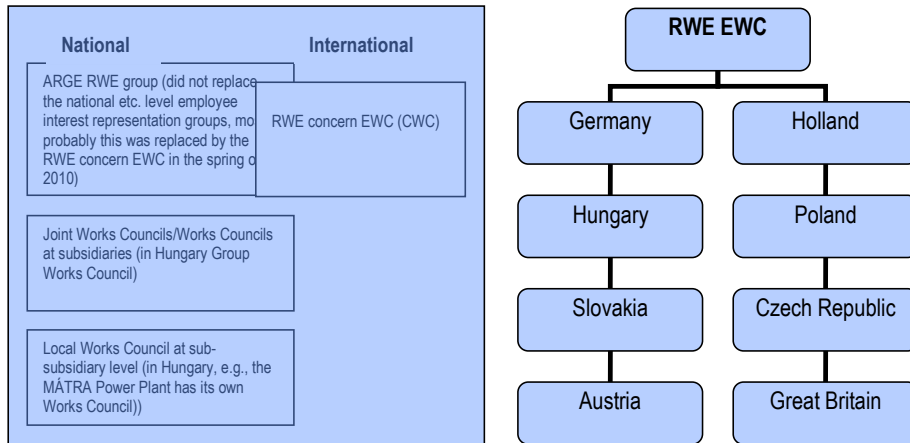 National
International
ARGE RWE group (did not replace
the national etc. level employee
interest representation groups, mo
probably this was replaced by the
RWE concern EWC in the spring o
2010)
RWE concern EWC (CWC)
Joint Works Councils/Works Councils
at subsidiaries (in Hungary Group
Works Council)
Local Works Council at sub-
subsidiary level (in Hungary, e.g., the
MÁTRA Power Plant has its own
Works Council))
RWE EWC
Germany
Holland
Hungary
Poland
Slovakia
Czech Republic
Austria
Great Britain